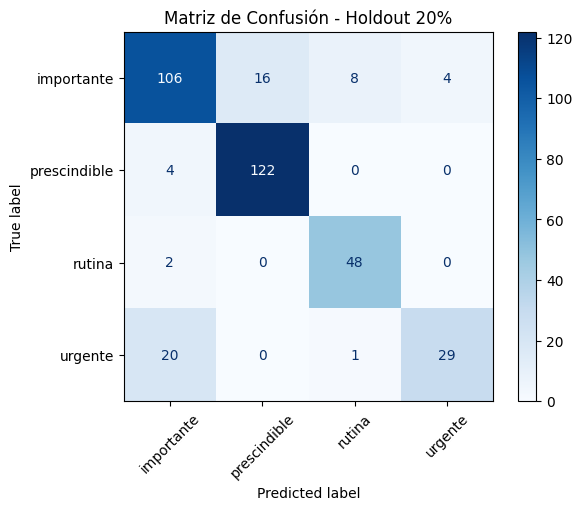 Matriz de Confusión - Holdout 20%
importante 106 16 8 4
prescindible 4 122 0 0
rutina 2 0 48 0
urgente 20 0 1 29
importante prescindible rutina urgente
True label
Predicted label
120
100
80
60
40
20
0